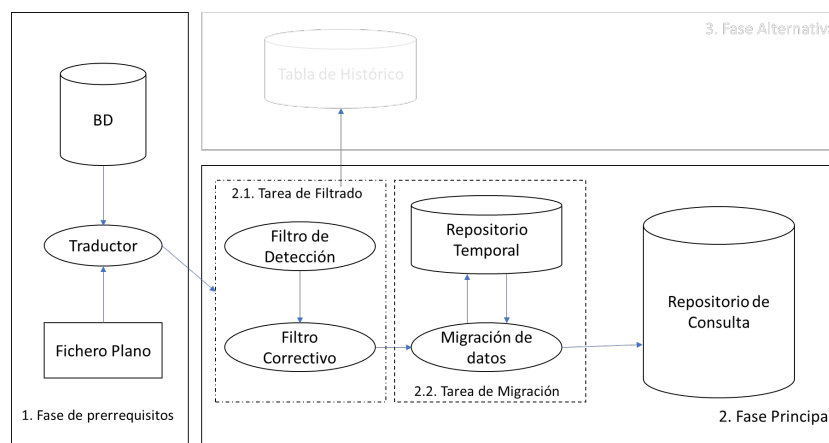 3. Fase Alternativa
Tabla de Histórico
BD
2.1. Tarea de Filtrado
Repositorio
Temporal
Traductor
Filtro de
Detección
Repositorio de
Consulta
Fichero Plano
Filtro
Correctivo
Migración de
datos
2.2. Tarea de Migración
1. Fase de prerrequisitos
2. Fase Principa